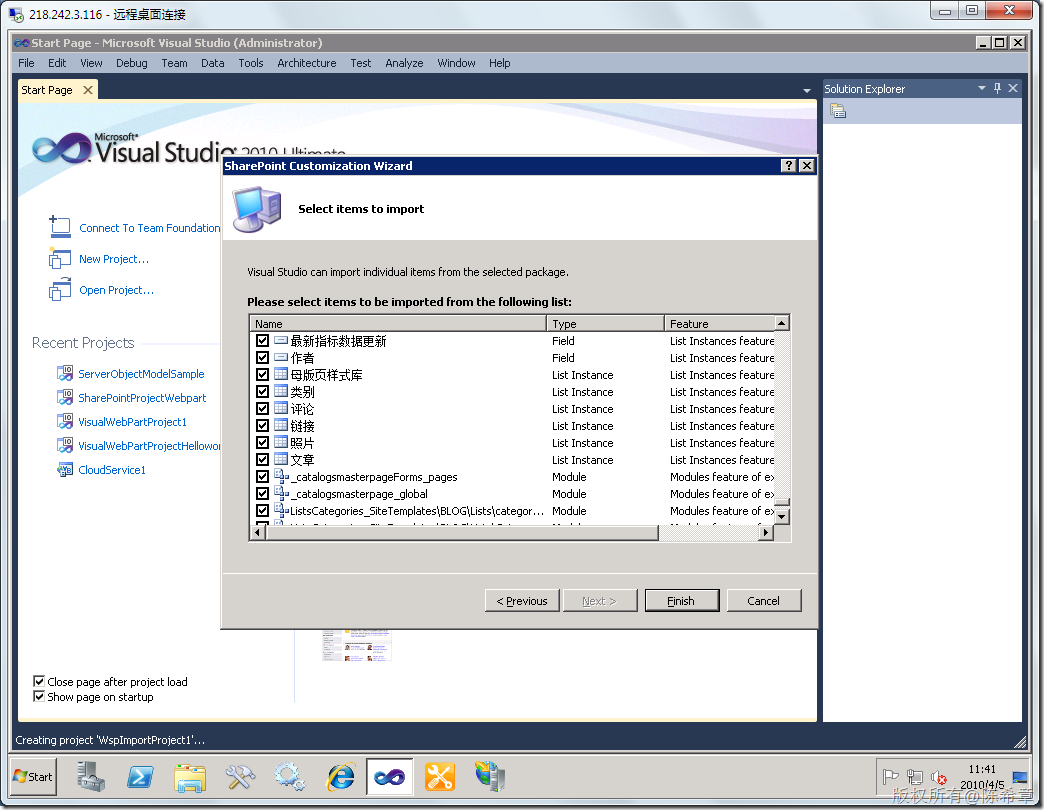 218.242.3.116 - 远程桌面连接
Start Page - Microsoft Visual Studio (Administrator)
File Edit View Debug Team Data Tools Architecture Test Analyze Window Help
Start Page
Solution Explorer
Microsoft®
Visual Studio 2010 Ultimate
SharePoint Customization Wizard
Select items to import
Connect To Team Foundation
New Project...
Open Project...
Visual Studio can import individual items from the selected package.
Please select items to be imported from the following list:
Name Type Feature
最新指标数据更新 Field List Instances feature
作者 Field List Instances feature
母版页样式库 List Instance List Instances feature
类别 List Instance List Instances feature
评论 List Instance List Instances feature
链接 List Instance List Instances feature
照片 List Instance List Instances feature
文章 List Instance List Instances feature
_catalogsmasterpageForms_pages Module Modules feature of ex
_catalogsmasterpage_global Module Modules feature of ex
ListsCategories_SiteTemplates\BLOG\Lists\categor... Module Modules feature of ex
Recent Projects
ServerObjectModelSample
SharePointProjectWebpart
VisualWebPartProject1
VisualWebPartProjectHellowor
CloudService1
< Previous Next > Finish Cancel
Close page after project load
Show page on startup
Creating project 'WspImportProject1'...
Start
11:41
2010/4/5
版权所有@陈希章